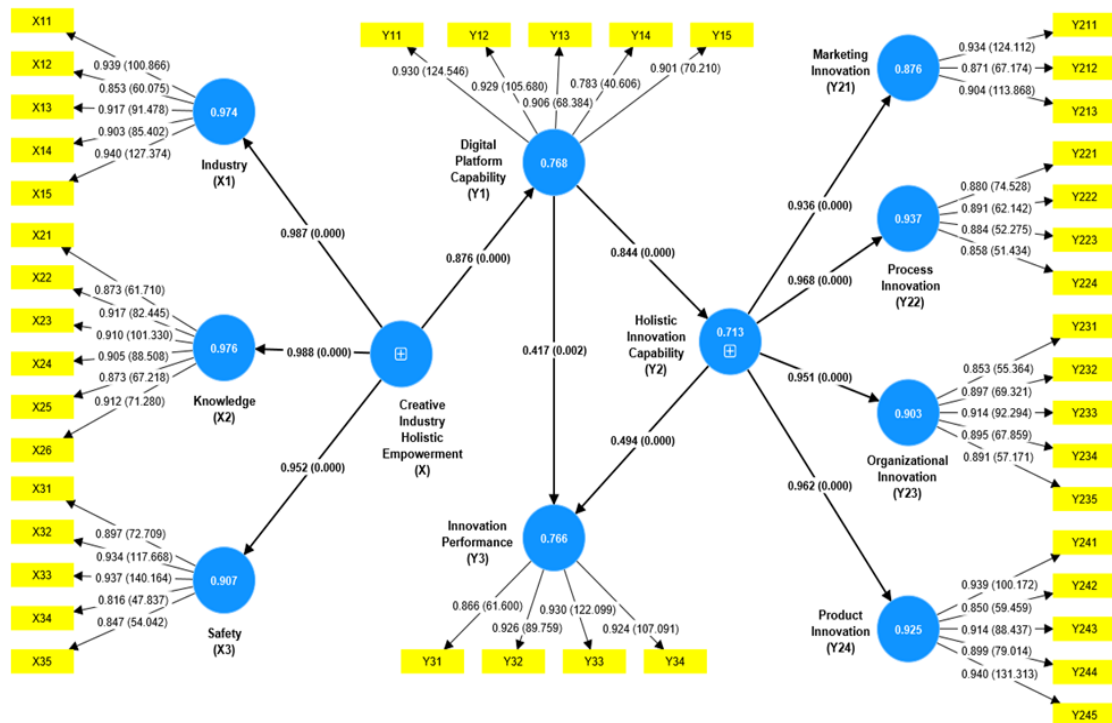 X11
X12
X13
X14
X15
0.939 (100.866)
0.853 (60.075)
0.917 (91.478)
0.903 (85.402)
0.940 (127.374)
0.974
Industry
(X1)
X21
X22
X23
X24
X25
X26
0.873 (61.710)
0.917 (82.445)
0.910 (101.330)
0.905 (88.508)
0.873 (67.218)
0.912 (71.280)
0.976
Knowledge
(X2)
X31
X32
X33
X34
X35
0.897 (72.709)
0.934 (117.668)
0.937 (140.164)
0.816 (47.837)
0.847 (54.042)
0.907
Safety
(X3)
0.987 (0.000)
0.988 (0.000)
0.952 (0.000)
Creative
Industry
Holistic
Empowerment
(X)
0.876 (0.000)
Y11
Y12
Y13
Y14
Y15
0.930 (124.546)
0.929 (105.680)
0.906 (68.384)
0.783 (40.606)
0.901 (70.210)
Digital
Platform
Capability
(Y1)
0.768
0.844 (0.000)
0.417 (0.002)
0.494 (0.000)
Holistic
Innovation
Capability
(Y2)
0.713
Innovation
Performance
(Y3)
0.766
0.866 (61.600)
0.926 (89.759)
0.930 (122.099)
0.924 (107.091)
Y31
Y32
Y33
Y34
0.936 (0.000)
0.968 (0.000)
0.951 (0.000)
0.962 (0.000)
Marketing
Innovation
(Y21)
0.876
0.934 (124.112)
0.871 (67.174)
0.904 (113.868)
Y211
Y212
Y213
0.937
Process
Innovation
(Y22)
0.880 (74.528)
0.891 (62.142)
0.884 (52.275)
0.858 (51.434)
Y221
Y222
Y223
Y224
0.903
Organizational
Innovation
(Y23)
0.853 (55.364)
0.897 (69.321)
0.914 (92.294)
0.895 (67.859)
0.891 (57.171)
Y231
Y232
Y233
Y234
Y235
Product
Innovation
(Y24)
0.925
0.939 (100.172)
0.850 (59.459)
0.914 (88.437)
0.899 (79.014)
0.940 (131.313)
Y241
Y242
Y243
Y244
Y245